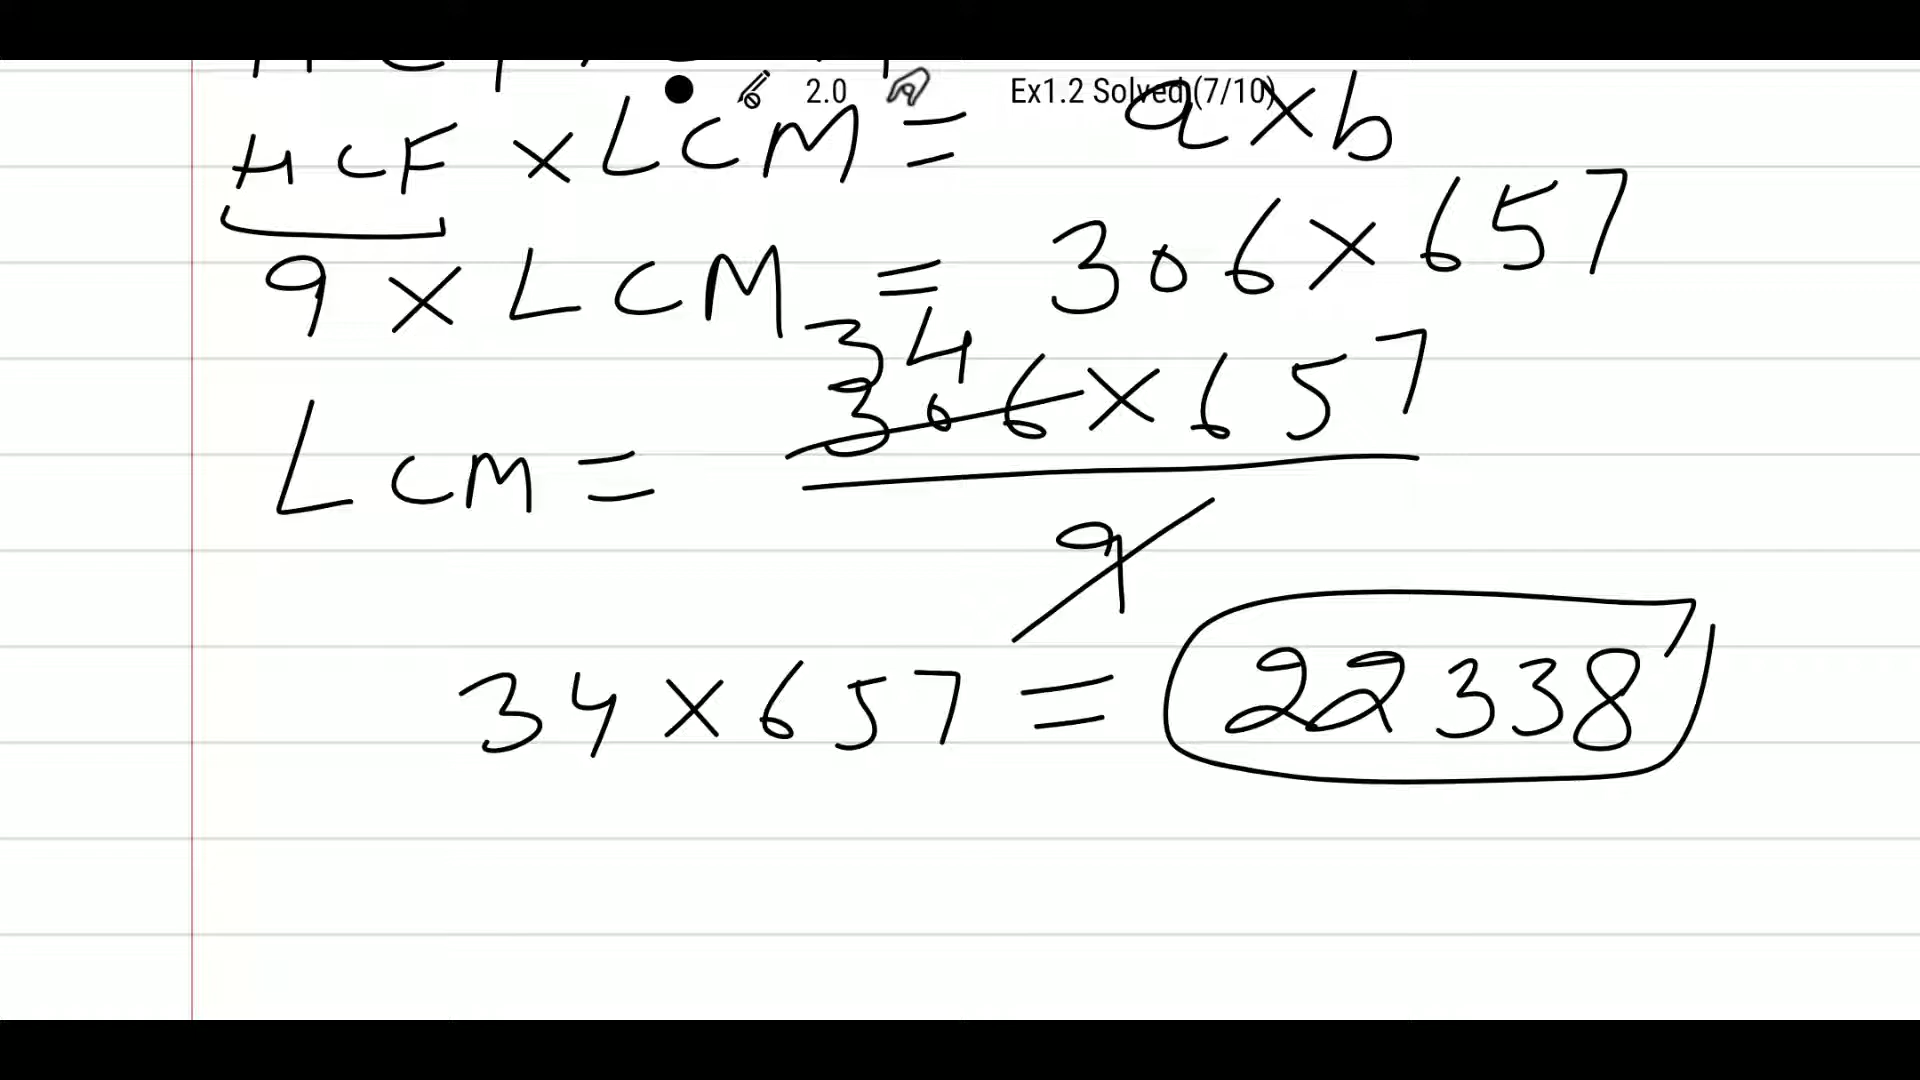 2.0 Ex1.2 Solved (7/10)
HCF × LCM = a × b
9 × LCM = 306 × 657
34
LCM = 306 × 657
9
34 × 657 = 22338